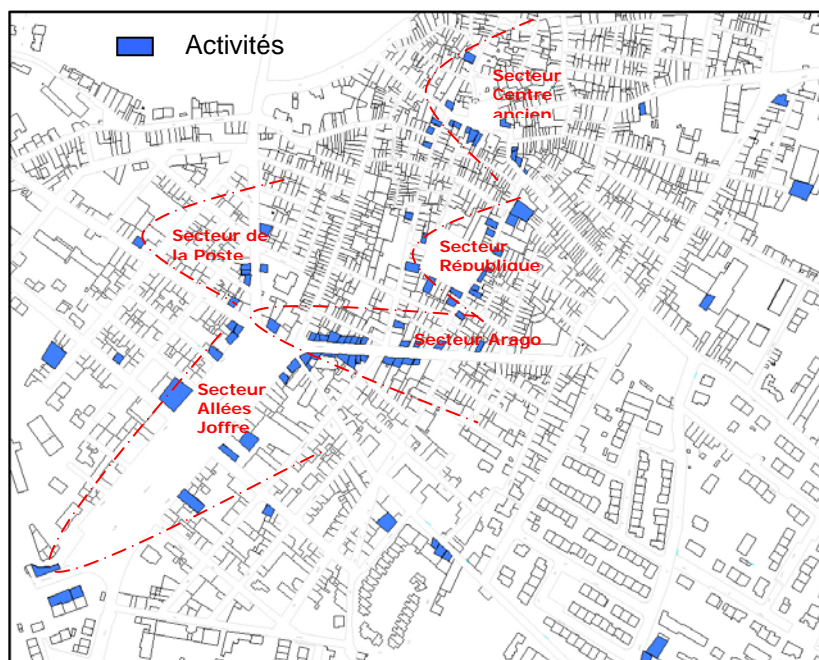 Activités
Secteur
Centre
ancien
Secteur de
la Poste
Secteur
République
Secteur Arago
Secteur
Allées
Joffre